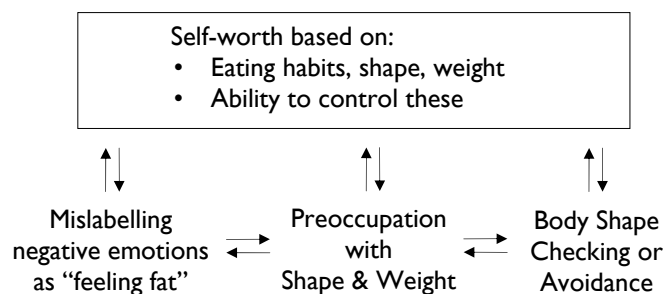 Self-worth based on:
• Eating habits, shape, weight
• Ability to control these
Mislabelling
negative emotions
as “feeling fat”
Preoccupation
with
Shape & Weight
Body Shape
Checking or
Avoidance